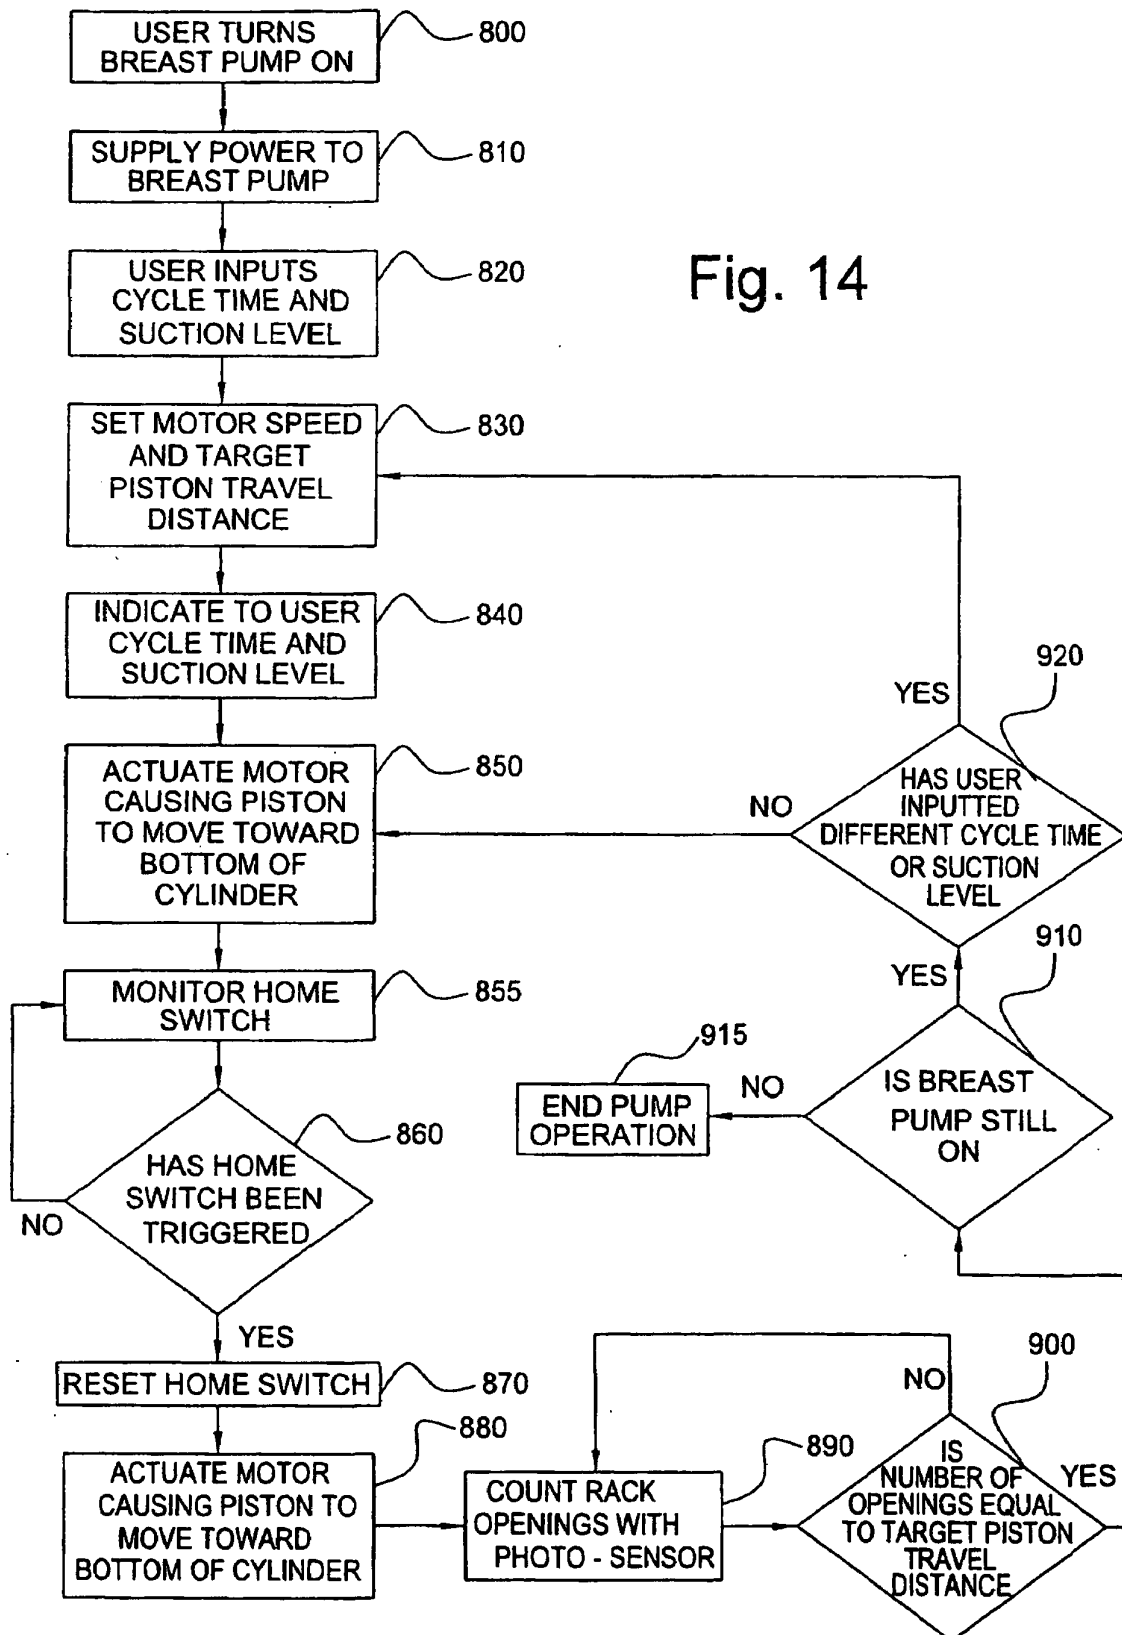 USER TURNS
BREAST PUMP ON
800
SUPPLY POWER TO
BREAST PUMP
810
USER INPUTS
CYCLE TIME AND
SUCTION LEVEL
820
Fig. 14
SET MOTOR SPEED
AND TARGET
PISTON TRAVEL
DISTANCE
830
INDICATE TO USER
CYCLE TIME AND
SUCTION LEVEL
840
ACTUATE MOTOR
CAUSING PISTON
TO MOVE TOWARD
BOTTOM OF
CYLINDER
850
MONITOR HOME
SWITCH
855
HAS HOME
SWITCH BEEN
TRIGGERED
860
NO
YES
RESET HOME SWITCH
870
ACTUATE MOTOR
CAUSING PISTON TO
MOVE TOWARD
BOTTOM OF CYLINDER
880
COUNT RACK
OPENINGS WITH
PHOTO - SENSOR
890
IS
NUMBER OF
OPENINGS EQUAL
TO TARGET PISTON
TRAVEL
DISTANCE
900
NO
YES
IS BREAST
PUMP STILL
ON
910
NO
YES
END PUMP
OPERATION
915
HAS USER
INPUTTED
DIFFERENT CYCLE TIME
OR SUCTION
LEVEL
920
NO
YES